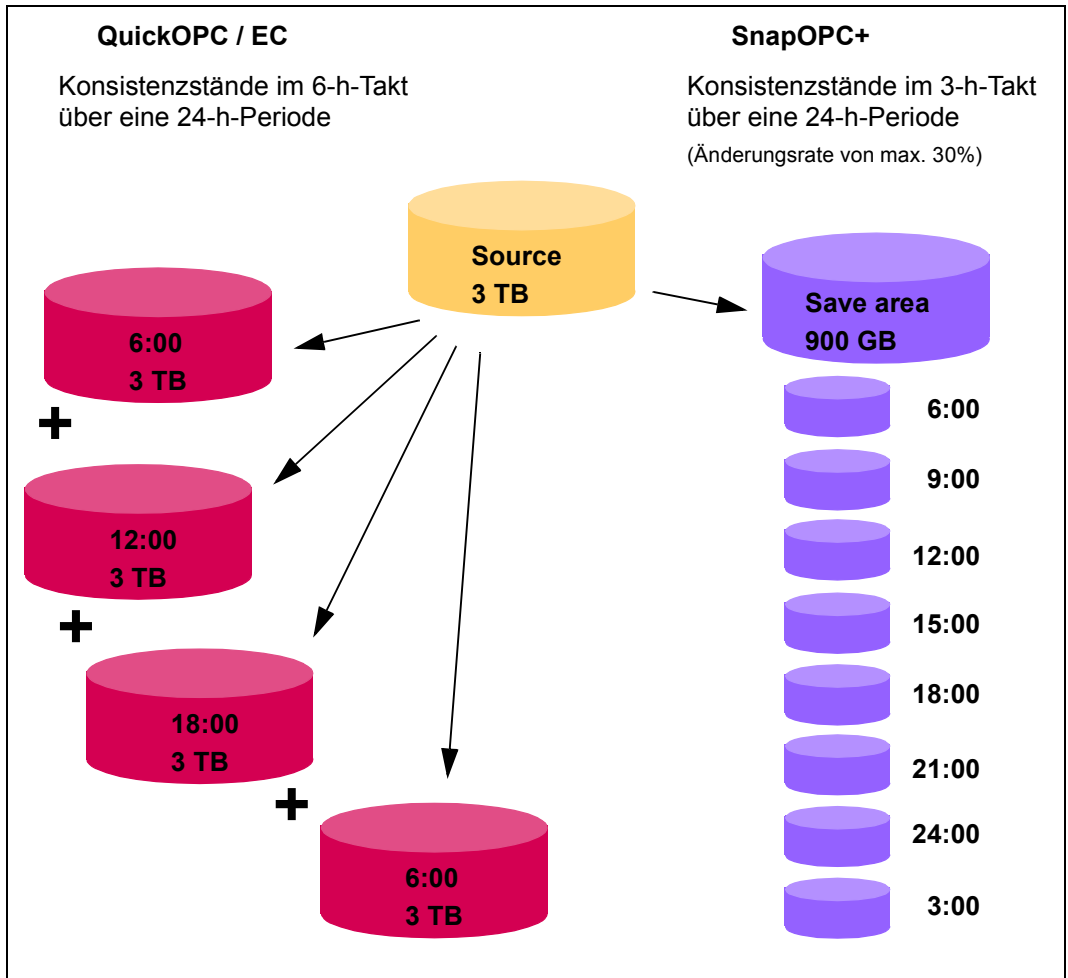 QuickOPC / EC
Konsistenzstände im 6-h-Takt
über eine 24-h-Periode
SnapOPC+
Konsistenzstände im 3-h-Takt
über eine 24-h-Periode
(Änderungsrate von max. 30%)
Source
3 TB
Save area
900 GB
6:00
3 TB
+
12:00
3 TB
+
18:00
3 TB
+
6:00
3 TB
6:00
9:00
12:00
15:00
18:00
21:00
24:00
3:00